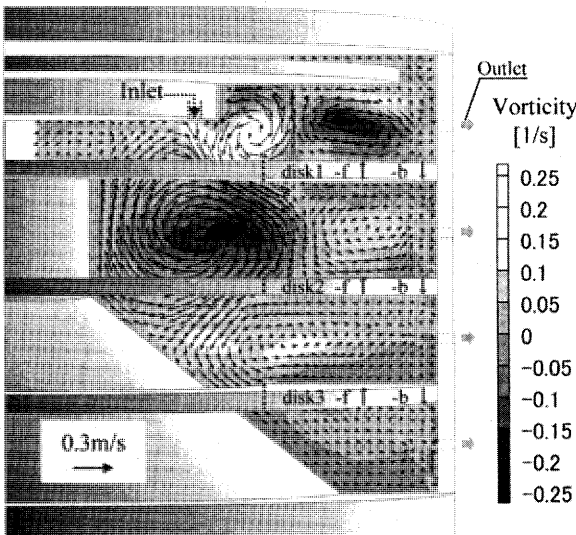 Inlet
Outlet
Vorticity
[1/s]
disk1 -f ↑ -b ↓
disk2 -f ↑ -b ↓
disk3 -f ↑ -b ↓
0.3m/s
0.25
0.2
0.15
0.1
0.05
0
-0.05
-0.1
-0.15
-0.2
-0.25